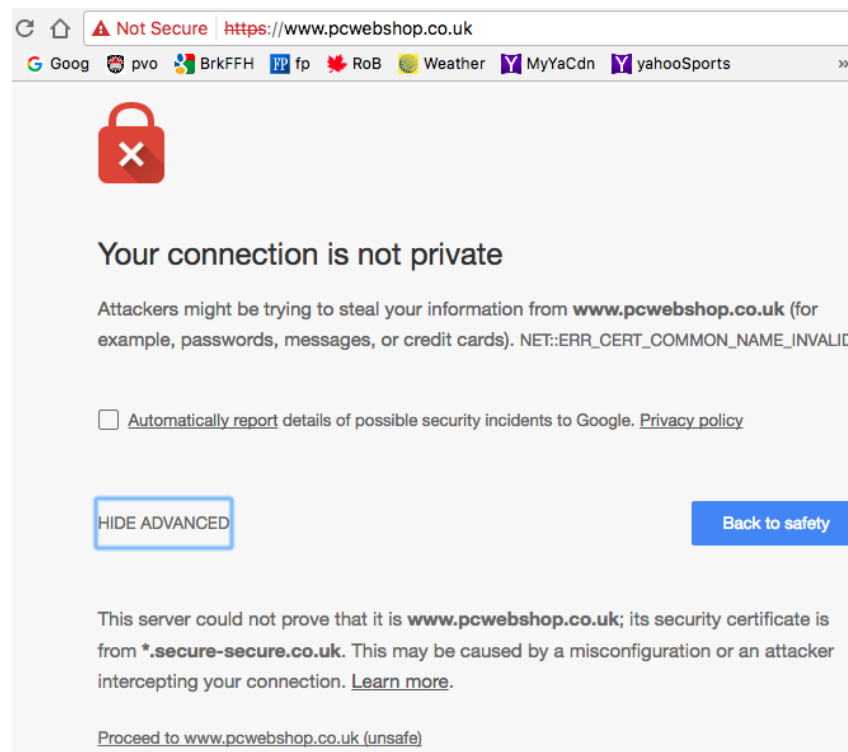 Not Secure https://www.pcwebshop.co.uk
G Goog pvo BrkFFH FP fp RoB Weather Y MyYaCdn Y yahooSports »
Your connection is not private
Attackers might be trying to steal your information from www.pcwebshop.co.uk (for
example, passwords, messages, or credit cards). NET::ERR_CERT_COMMON_NAME_INVALID
Automatically report details of possible security incidents to Google. Privacy policy
HIDE ADVANCED Back to safety
This server could not prove that it is www.pcwebshop.co.uk; its security certificate is
from *.secure-secure.co.uk. This may be caused by a misconfiguration or an attacker
intercepting your connection. Learn more.
Proceed to www.pcwebshop.co.uk (unsafe)